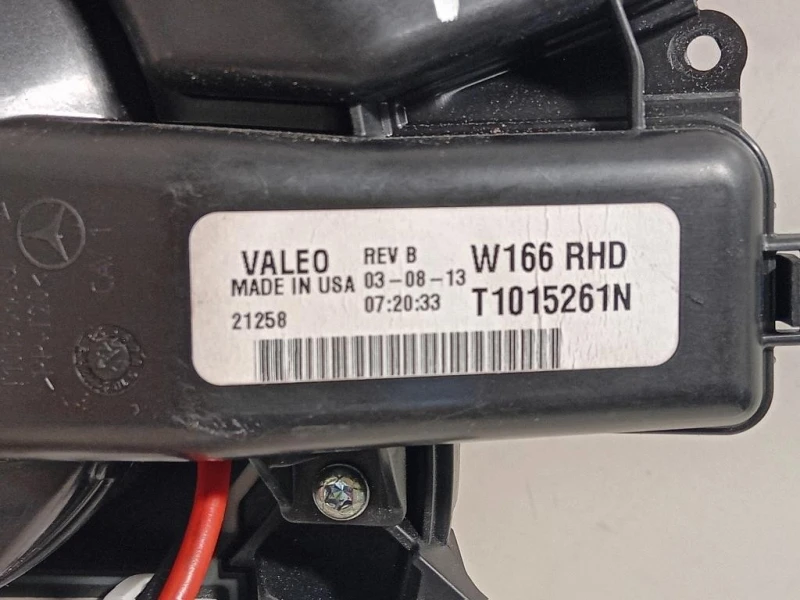 VALEO
MADE IN USA
21258
REV B
03-08-13
07:20:33
W166 RHD
T1015261N